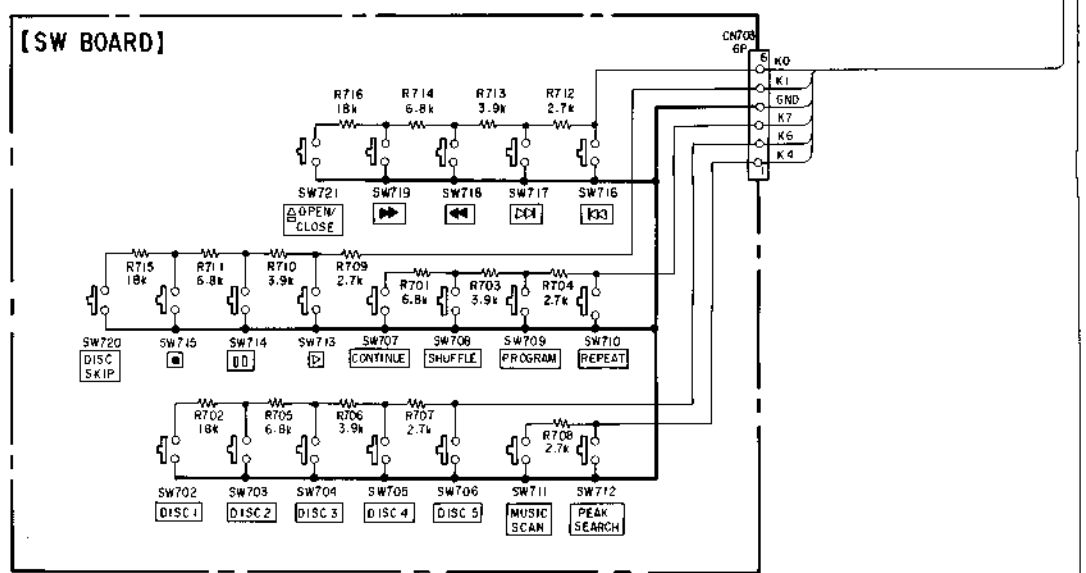 [SW BOARD]
CN703
6P
6
K0
K1
GND
K7
K6
K4
1
R716 R714 R713 R712
18k 6.8k 3.9k 2.7k
SW721 SW719 SW718 SW717 SW716
OPEN/
CLOSE
R715 R711 R710 R709
18k 6.8k 3.9k 2.7k
R701 R703 R704
6.8k 3.9k 2.7k
SW720 SW715 SW714 SW713 SW707 SW708 SW709 SW710
DISC
SKIP
CONTINUE SHUFFLE PROGRAM REPEAT
R702 R705 R706 R707
18k 6.8k 3.9k 2.7k
R708
2.7k
SW702 SW703 SW704 SW705 SW706 SW711 SW712
DISC 1 DISC 2 DISC 3 DISC 4 DISC 5 MUSIC SCAN PEAK SEARCH